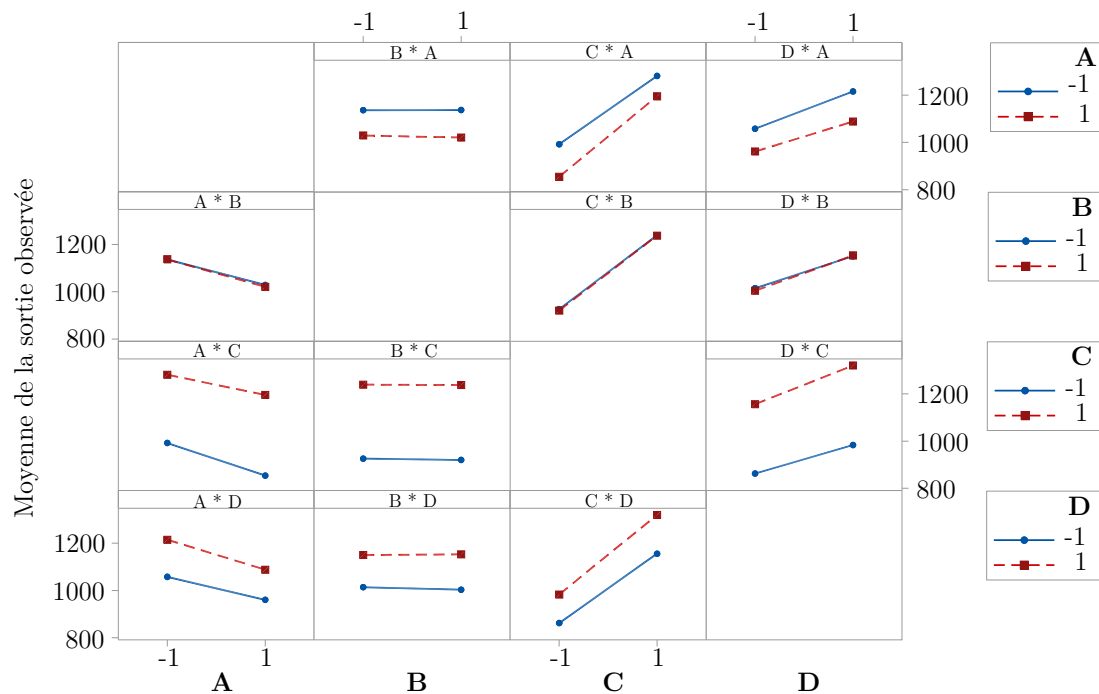 -1 1 -1 1
B * A C * A D * A
A
-1
1
1200
1000
800
A * B C * B D * B
B
-1
1
1200
1000
800
A * C B * C D * C
C
-1
1
1200
1000
800
A * D B * D C * D
D
-1
1
1200
1000
800
-1 1 -1 1
A B C D
Moyenne de la sortie observée